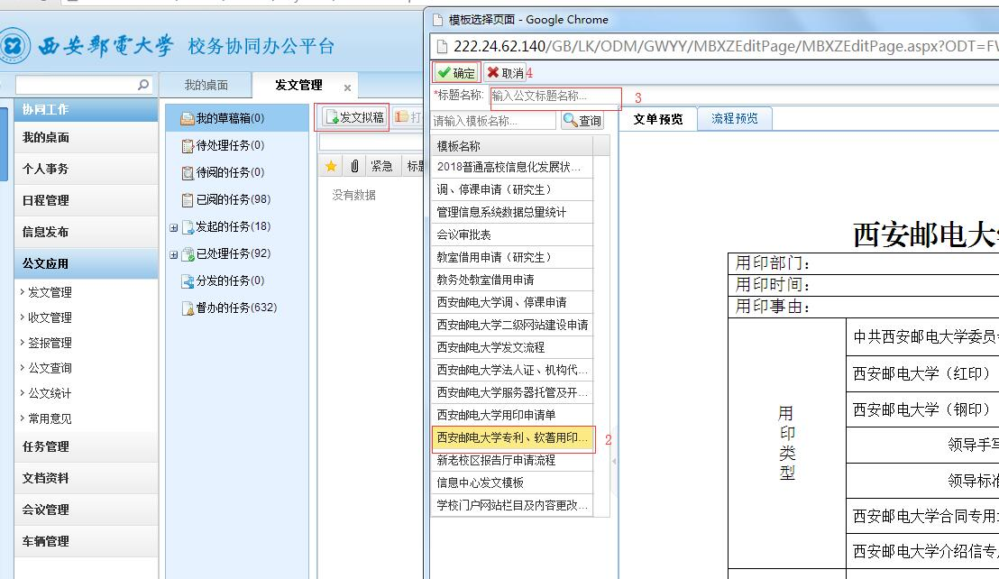 模板选择页面 - Google Chrome
西安郵電大学 校务协同办公平台
222.24.62.140/GB/LK/ODM/GWYY/MBXZEditPage/MBXZEditPage.aspx?ODT=FW
我的桌面
发文管理
协同工作
我的桌面
个人事务
日程管理
信息发布
公文应用
发文管理
收文管理
签报管理
公文查询
公文统计
常用意见
任务管理
文档资料
会议管理
车辆管理
我的草稿箱(0)
待处理任务(0)
待阅的任务(0)
已阅的任务(98)
发起的任务(18)
已处理任务(92)
分发的任务(0)
督办的任务(632)
发文拟稿
打
紧急 标题
没有数据
确定 取消 4
*标题名称: 输入公文标题名称... 3
请输入模板名称... 查询
模板名称
2018普通高校信息化发展状...
调、停课申请（研究生）
管理信息系统数据总量统计
会议审批表
教室借用申请（研究生）
教务处教室借用申请
西安邮电大学调、停课申请
西安邮电大学二级网站建设申请
西安邮电大学发文流程
西安邮电大学法人证、机构代...
西安邮电大学服务器托管及开...
西安邮电大学用印申请单
西安邮电大学专利、软著用印... 2
新老校区报告厅申请流程
信息中心发文模板
学校门户网站栏目及内容更改...
文单预览 流程预览
西安邮电大
用印部门：
用印时间：
用印事由：
用印类型
中共西安邮电大学委员
西安邮电大学（红印）
西安邮电大学（钢印）
领导手写
领导标准
西安邮电大学合同专用
西安邮电大学介绍信专